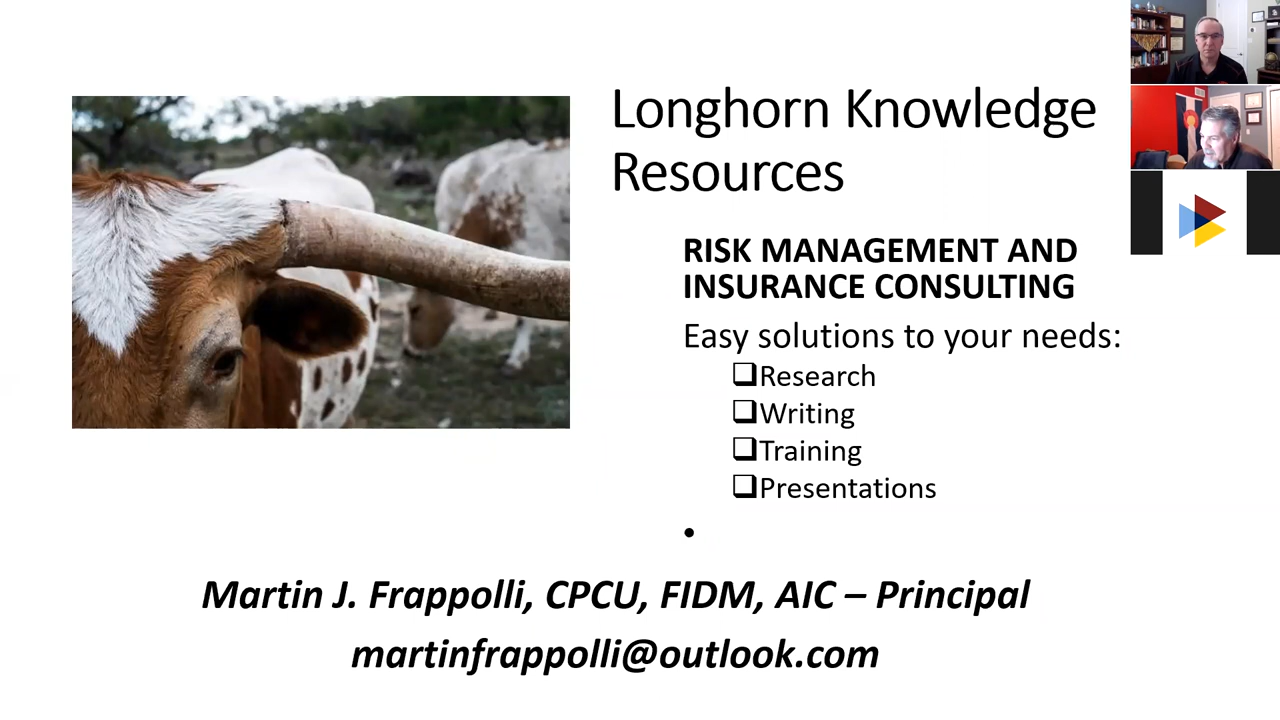 Longhorn Knowledge
Resources
RISK MANAGEMENT AND
INSURANCE CONSULTING
Easy solutions to your needs:
❑Research
❑Writing
❑Training
❑Presentations
•
Martin J. Frappolli, CPCU, FIDM, AIC – Principal
martinfrappolli@outlook.com